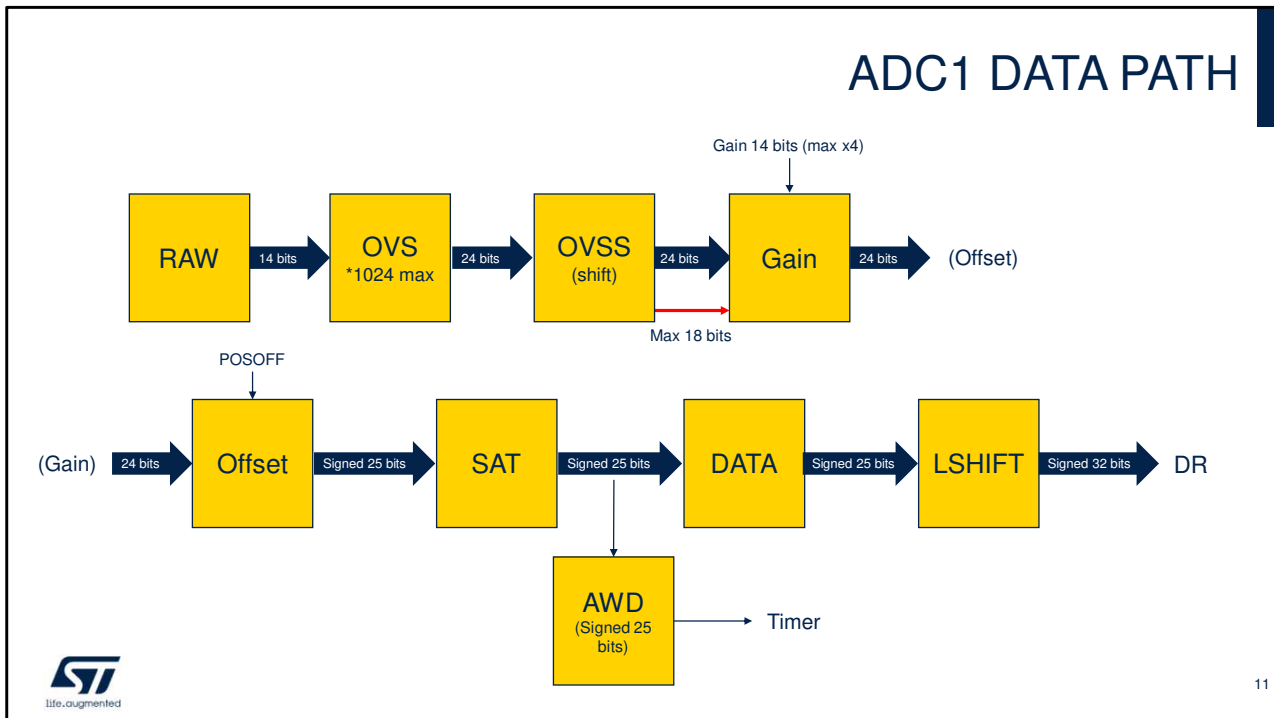 ADC1 DATA PATH
Gain 14 bits (max x4)
RAW
14 bits
OVS
*1024 max
24 bits
OVSS
(shift)
24 bits
Max 18 bits
Gain
24 bits
(Offset)
POSOFF
(Gain)
24 bits
Offset
Signed 25 bits
SAT
Signed 25 bits
DATA
Signed 25 bits
LSHIFT
Signed 32 bits
DR
AWD
(Signed 25
bits)
Timer
ST
life.augmented
11